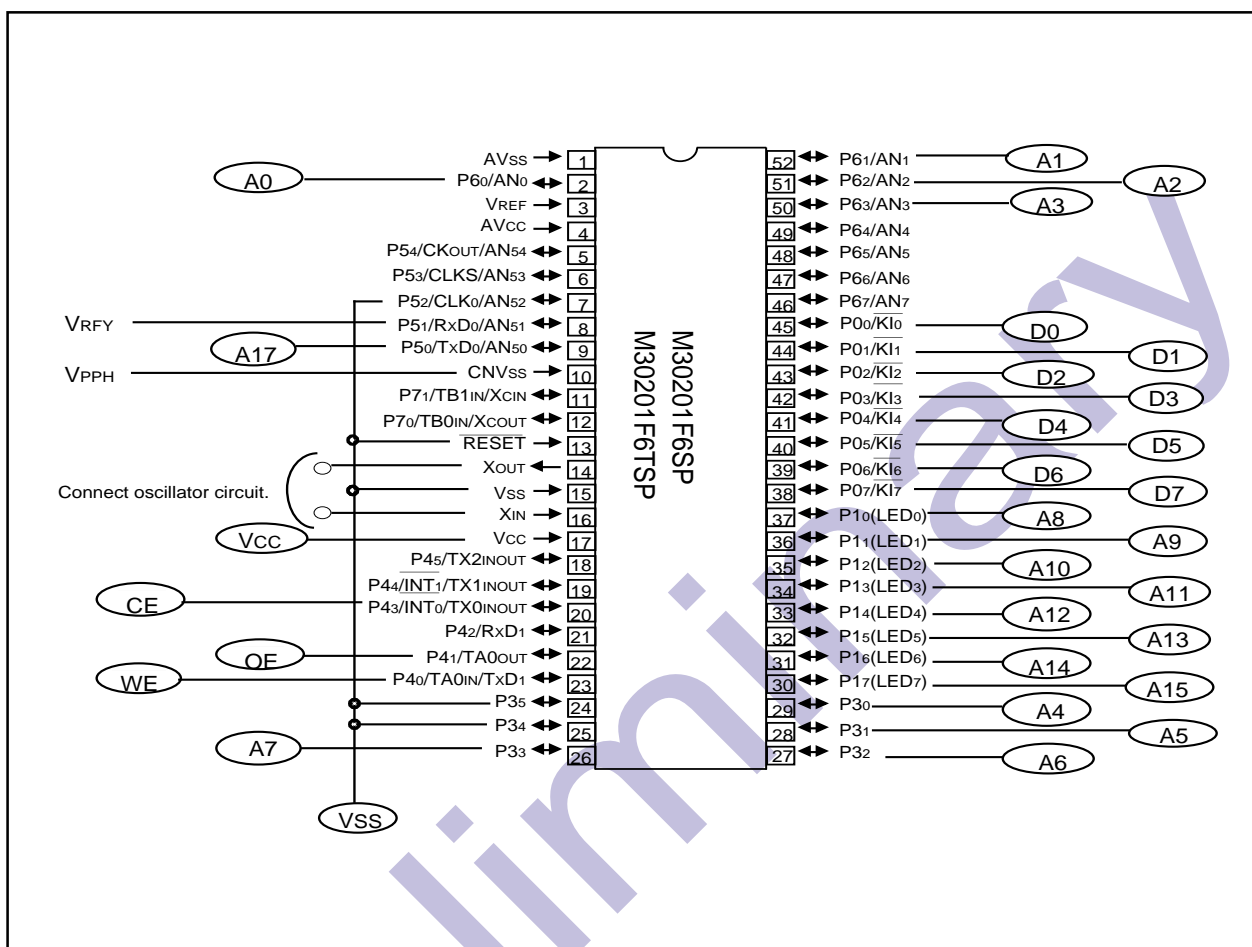 AVSS 1 52 P61/AN1 A1
A0 P60/AN0 2 51 P62/AN2 A2
VREF 3 50 P63/AN3 A3
AVCC 4 49 P64/AN4
P54/CKOUT/AN54 5 48 P65/AN5
P53/CLKS/AN53 6 47 P66/AN6
P52/CLK0/AN52 7 46 P67/AN7
VRFY P51/RXD0/AN51 8 45 P00/KI0 D0
A17 P50/TXD0/AN50 9 44 P01/KI1 D1
VPPH CNVSS 10 43 P02/KI2 D2
P71/TB1IN/XCIN 11 42 P03/KI3 D3
P70/TB0IN/XCOUT 12 41 P04/KI4 D4
RESET 13 40 P05/KI5 D5
XOUT 14 39 P06/KI6 D6
Connect oscillator circuit. VSS 15 38 P07/KI7 D7
XIN 16 37 P10(LED0) A8
VCC VCC 17 36 P11(LED1) A9
P45/TX2INOUT 18 35 P12(LED2) A10
P44/INT1/TX1INOUT 19 34 P13(LED3) A11
CE P43/INT0/TX0INOUT 20 33 P14(LED4) A12
P42/RXD1 21 32 P15(LED5) A13
OE P41/TA0OUT 22 31 P16(LED6) A14
WE P40/TA0IN/TXD1 23 30 P17(LED7) A15
P35 24 29 P30 A4
P34 25 28 P31 A5
A7 P33 26 27 P32 A6
VSS
M30201F6SP
M30201F6TSP
liminary